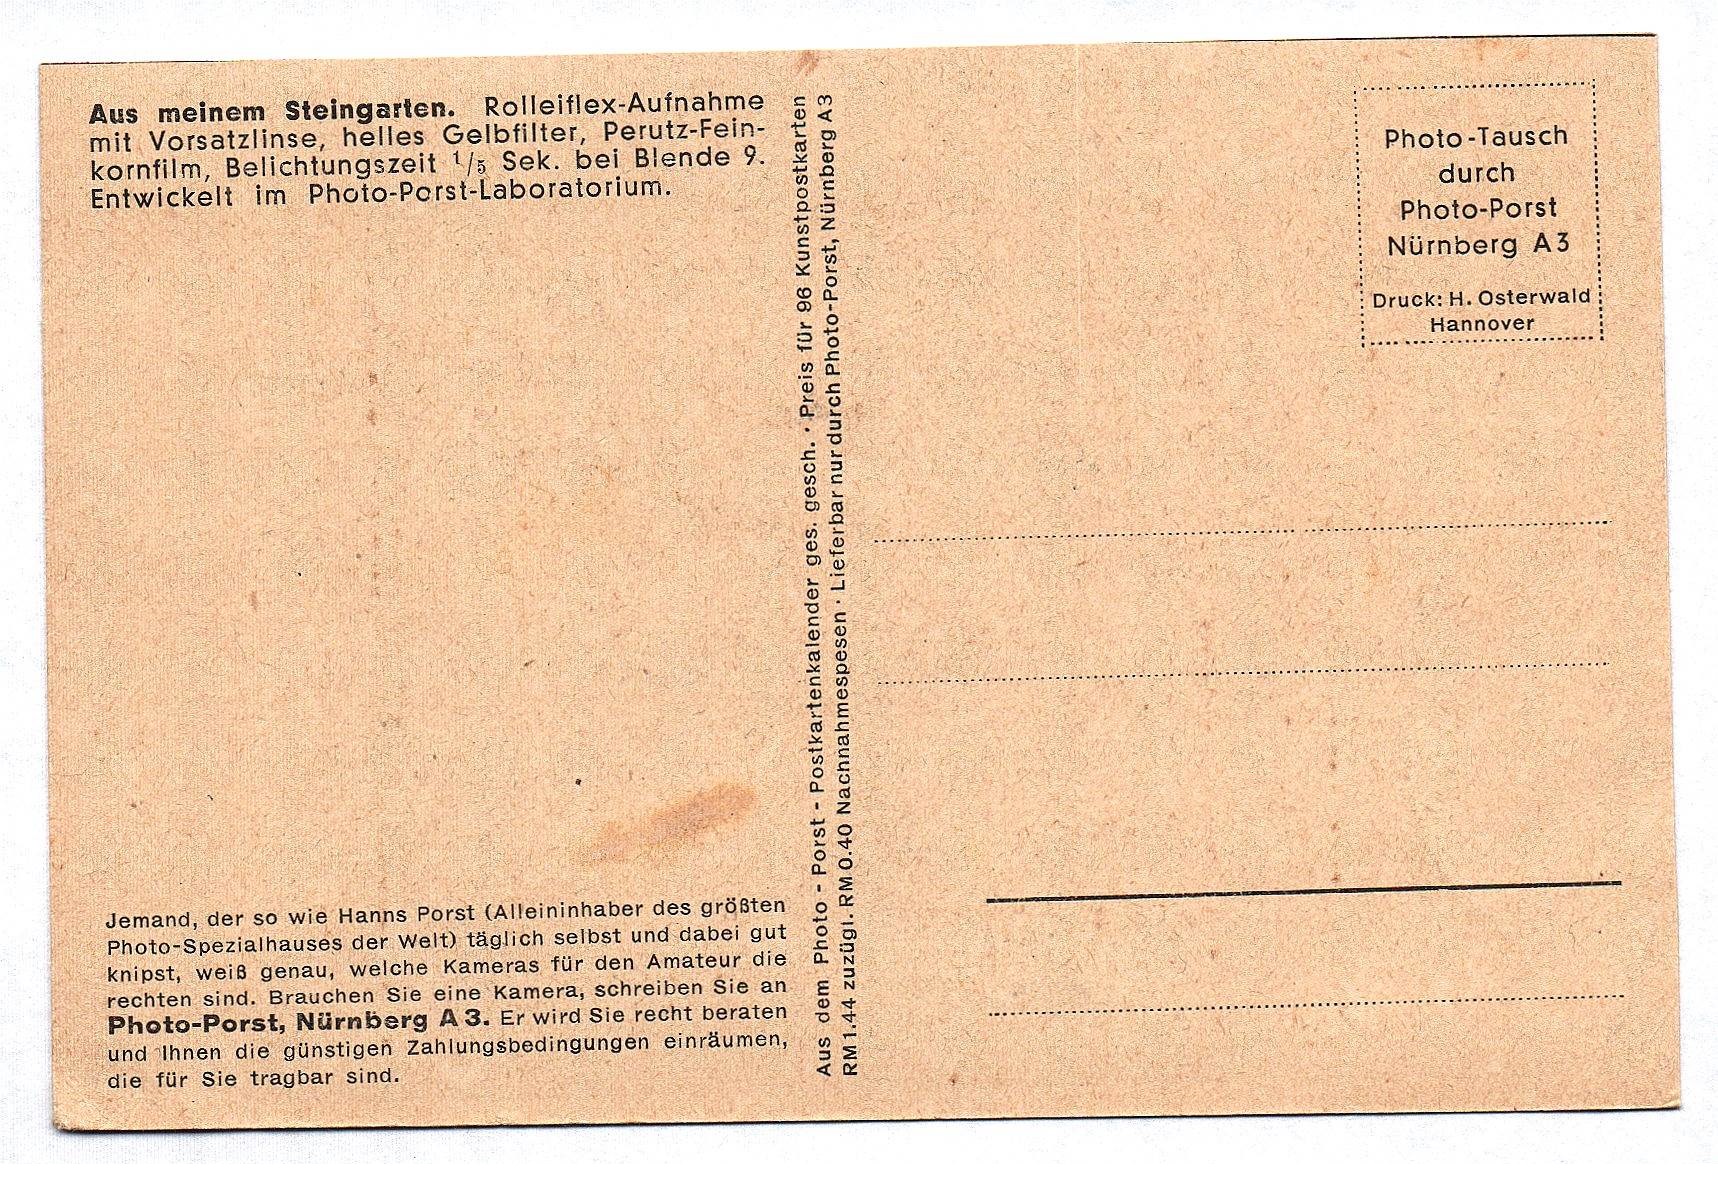 Aus meinem Steingarten. Rolleiflex-Aufnahme
mit Vorsatzlinse, helles Gelbfilter, Perutz-Fein-
kornfilm, Belichtungszeit 1/5 Sek. bei Blende 9.
Entwickelt im Photo-Porst-Laboratorium.
Jemand, der so wie Hanns Porst (Alleininhaber des größten
Photo-Spezialhauses der Welt) täglich selbst und dabei gut
knipst, weiß genau, welche Kameras für den Amateur die
rechten sind. Brauchen Sie eine Kamera, schreiben Sie an
Photo-Porst, Nürnberg A 3. Er wird Sie recht beraten
und Ihnen die günstigen Zahlungsbedingungen einräumen,
die für Sie tragbar sind.
Aus dem Photo - Porst - Postkartenkalender ges. gesch. · Preis für 96 Kunstpostkarten
RM 1.44 zuzügl. RM 0.40 Nachnahmespesen · Lieferbar nur durch Photo-Porst, Nürnberg A 3
Photo-Tausch
durch
Photo-Porst
Nürnberg A 3
Druck: H. Osterwald
Hannover